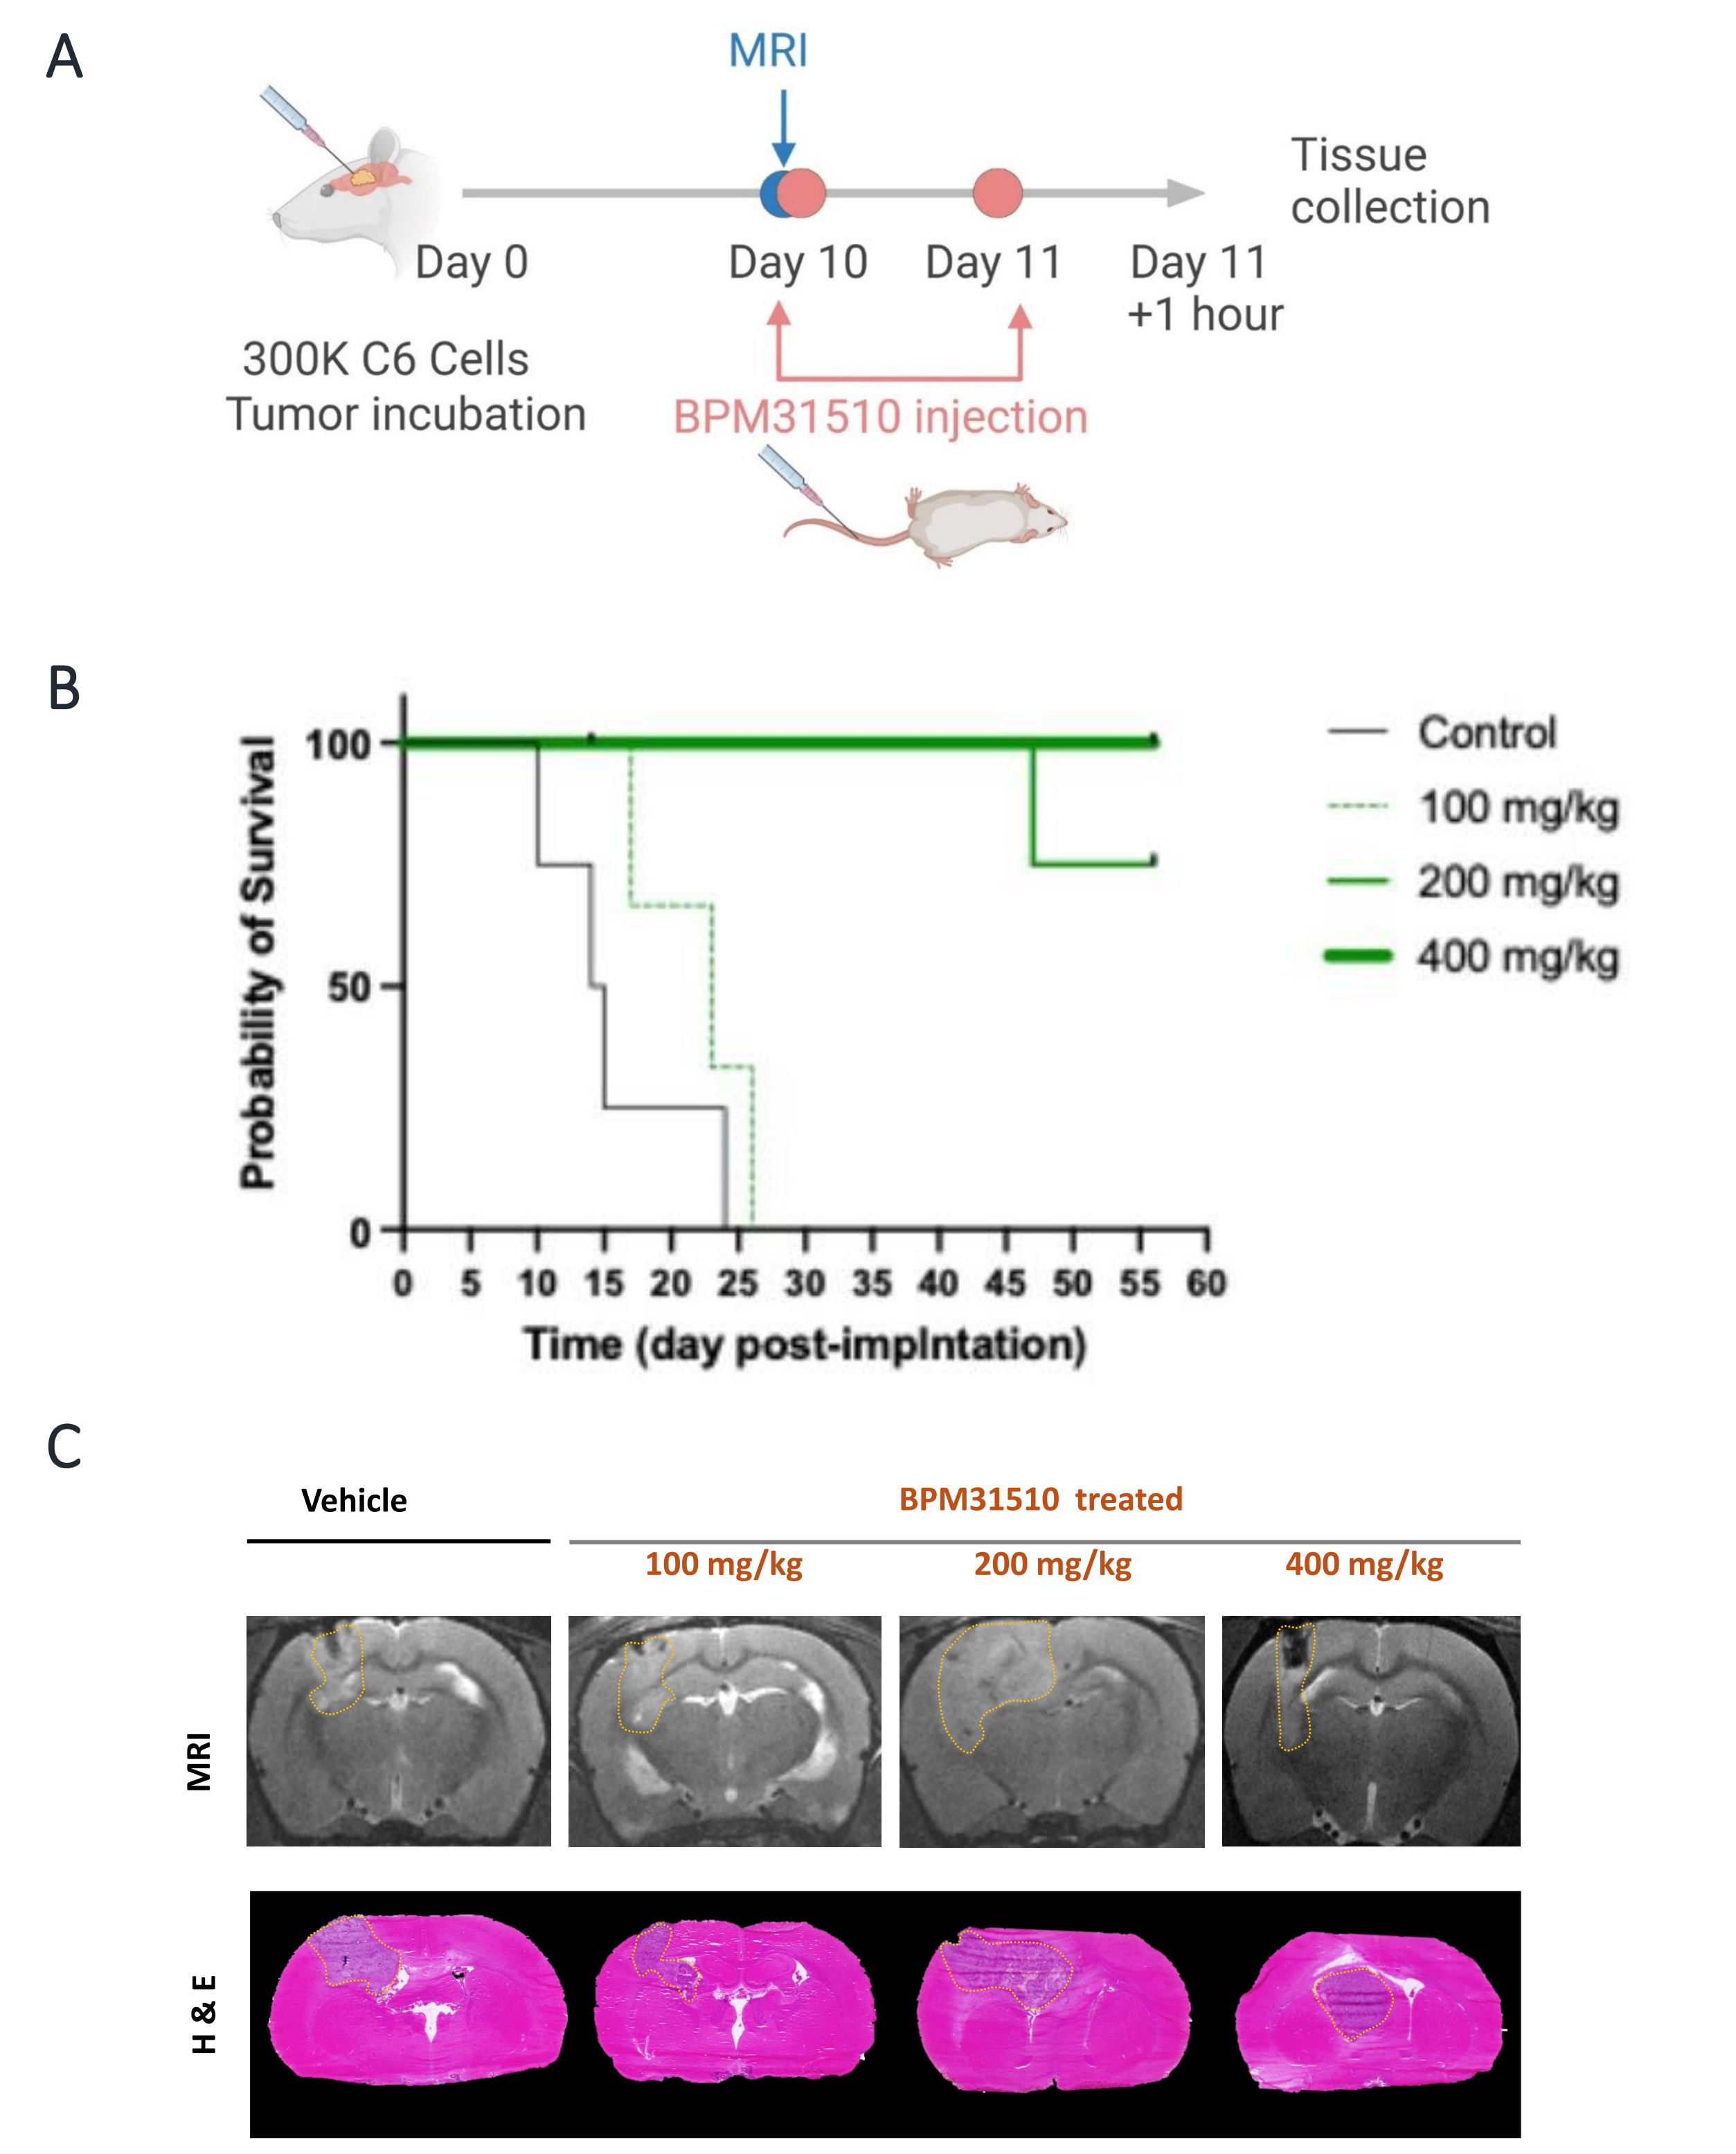 A
MRI
Tissue
collection
Day 0
Day 10
Day 11
Day 11
+1 hour
300K C6 Cells
Tumor incubation
BPM31510 injection
B
Probability of Survival
100
50
0
0 5 10 15 20 25 30 35 40 45 50 55 60
Time (day post-implntation)
Control
100 mg/kg
200 mg/kg
400 mg/kg
C
Vehicle
BPM31510 treated
100 mg/kg
200 mg/kg
400 mg/kg
MRI
H & E